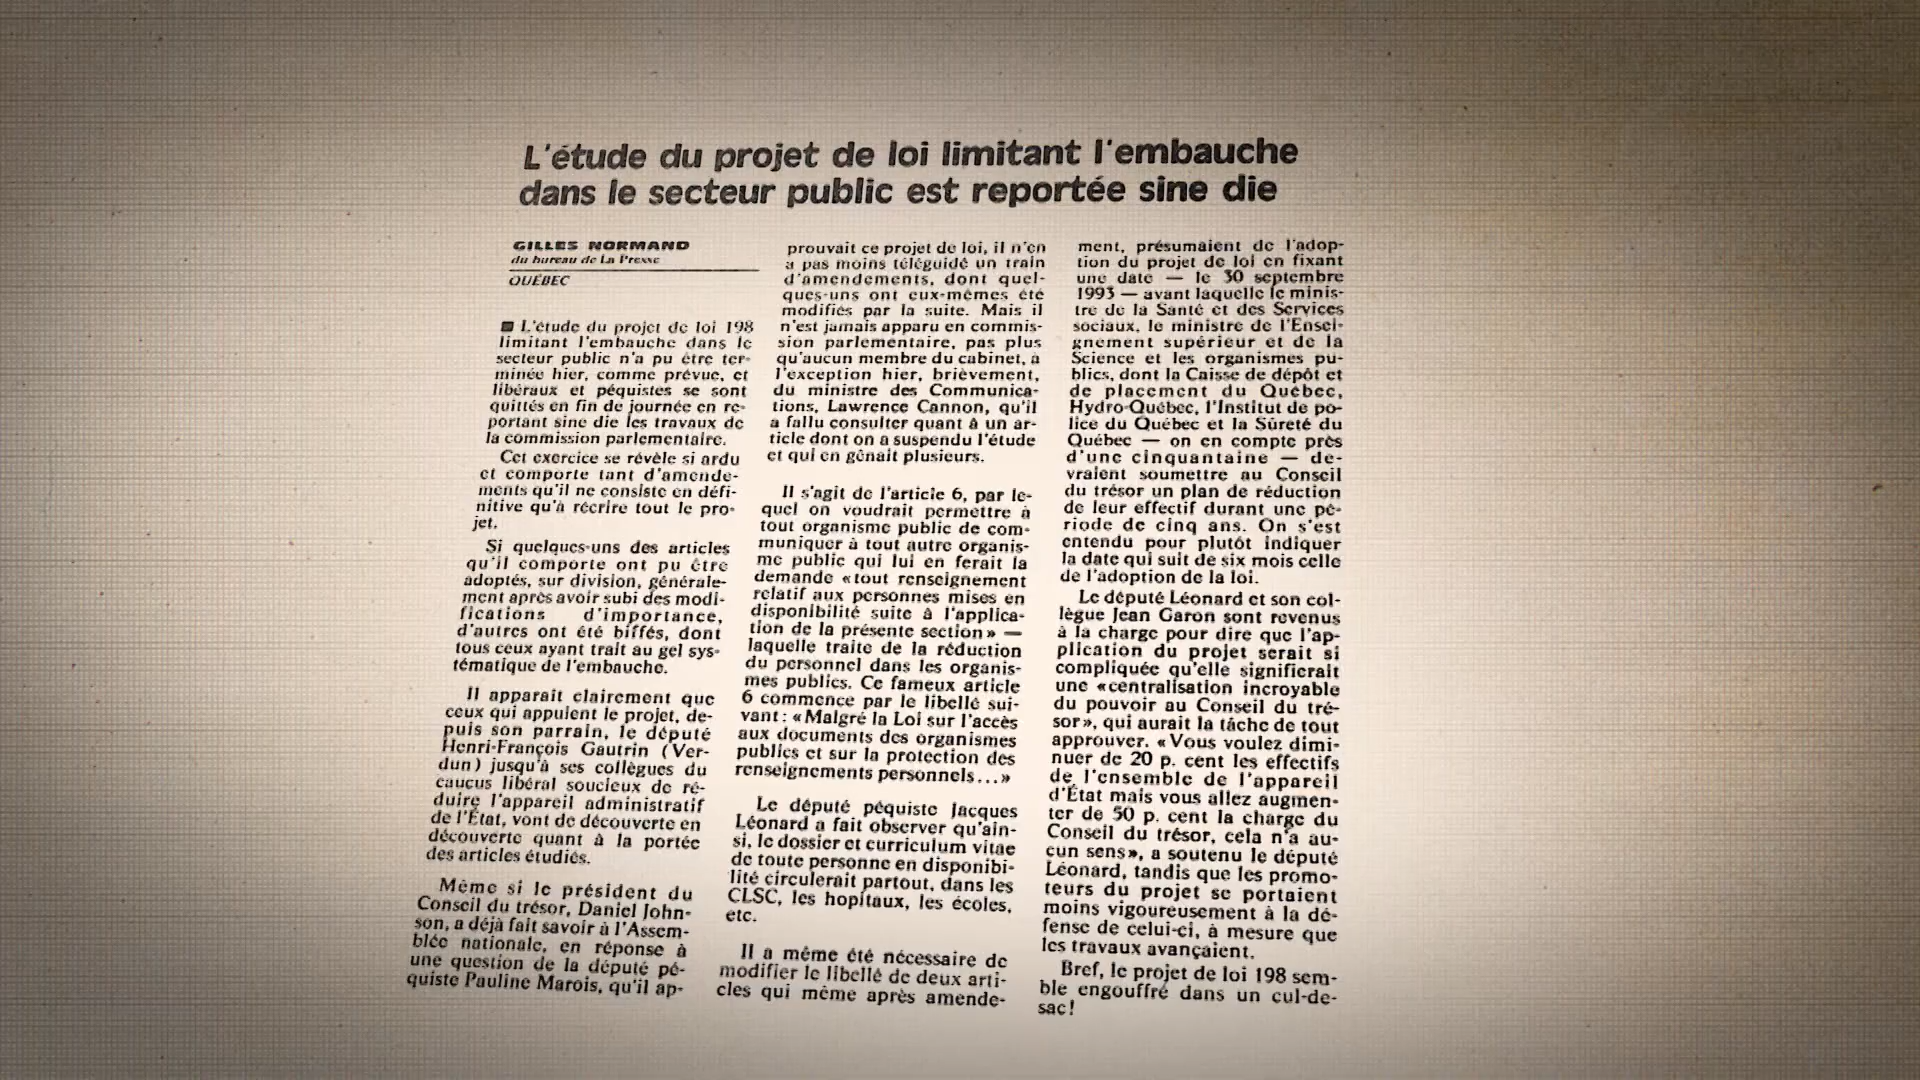 L'étude du projet de loi limitant l'embauche
dans le secteur public est reportée sine die
GILLES NORMAND
du bureau de La Presse
QUÉBEC
■ L'étude du projet de loi 198
limitant l'embauche dans le
secteur public n'a pu être ter-
minée hier, comme prévue, et
libéraux et péquistes se sont
quittés en fin de journée en re-
portant sine die les travaux de
la commission parlementaire.
Cet exercice se révèle si ardu
et comporte tant d'amende-
ments qu'il ne consiste en défi-
nitive qu'à récrire tout le pro-
jet.
Si quelques-uns des articles
qu'il comporte ont pu être
adoptés, sur division, générale-
ment après avoir subi des modi-
fications d'importance,
d'autres ont été biffés, dont
tous ceux ayant trait au gel sys-
tématique de l'embauche.
Il apparaît clairement que
ceux qui appuient le projet, de-
puis son parrain, le député
Henri-François Gautrin (Ver-
dun) jusqu'à ses collègues du
caucus libéral soucieux de ré-
duire l'appareil administratif
de l'État, vont de découverte en
découverte quant à la portée
des articles étudiés.
Même si le président du
Conseil du trésor, Daniel John-
son, a déjà fait savoir à l'Assem-
blée nationale, en réponse à
une question de la député pé-
quiste Pauline Marois, qu'il ap-
prouvait ce projet de loi, il n'en
a pas moins téléguidé un train
d'amendements, dont quel-
ques-uns ont eux-mêmes été
modifiés par la suite. Mais il
n'est jamais apparu en commis-
sion parlementaire, pas plus
qu'aucun membre du cabinet, à
l'exception hier, brièvement,
du ministre des Communica-
tions, Lawrence Cannon, qu'il
a fallu consulter quant à un ar-
ticle dont on a suspendu l'étude
et qui en gênait plusieurs.
Il s'agit de l'article 6, par le-
quel on voudrait permettre à
tout organisme public de com-
muniquer à tout autre organis-
me public qui lui en ferait la
demande «tout renseignement
relatif aux personnes mises en
disponibilité suite à l'applica-
tion de la présente section» —
laquelle traite de la réduction
du personnel dans les organis-
mes publics. Ce fameux article
6 commence par le libellé sui-
vant: «Malgré la Loi sur l'accès
aux documents des organismes
publics et sur la protection des
renseignements personnels...»
Le député péquiste Jacques
Léonard a fait observer qu'ain-
si, le dossier et curriculum vitae
de toute personne en disponibi-
lité circulerait partout, dans les
CLSC, les hopitaux, les écoles,
etc.
Il a même été nécessaire de
modifier le libellé de deux arti-
cles qui même après amende-
ment, présumaient de l'adop-
tion du projet de loi en fixant
une date — le 30 septembre
1993 — avant laquelle le minis-
tre de la Santé et des Services
sociaux, le ministre de l'Ensei-
gnement supérieur et de la
Science et les organismes pu-
blics, dont la Caisse de dépôt et
de placement du Québec,
Hydro-Québec, l'Institut de po-
lice du Québec et la Sûreté du
Québec — on en compte près
d'une cinquantaine — de-
vraient soumettre au Conseil
du trésor un plan de réduction
de leur effectif durant une pé-
riode de cinq ans. On s'est
entendu pour plutôt indiquer
la date qui suit de six mois celle
de l'adoption de la loi.
Le député Léonard et son col-
lègue Jean Garon sont revenus
à la charge pour dire que l'ap-
plication du projet serait si
compliquée qu'elle signifierait
une «centralisation incroyable
du pouvoir au Conseil du tré-
sor», qui aurait la tâche de tout
approuver. «Vous voulez dimi-
nuer de 20 p. cent les effectifs
de l'ensemble de l'appareil
d'État mais vous allez augmen-
ter de 50 p. cent la charge du
Conseil du trésor, cela n'a au-
cun sens», a soutenu le député
Léonard, tandis que les promo-
teurs du projet se portaient
moins vigoureusement à la dé-
fense de celui-ci, à mesure que
les travaux avançaient.
Bref, le projet de loi 198 sem-
ble engouffré dans un cul-de-
sac!